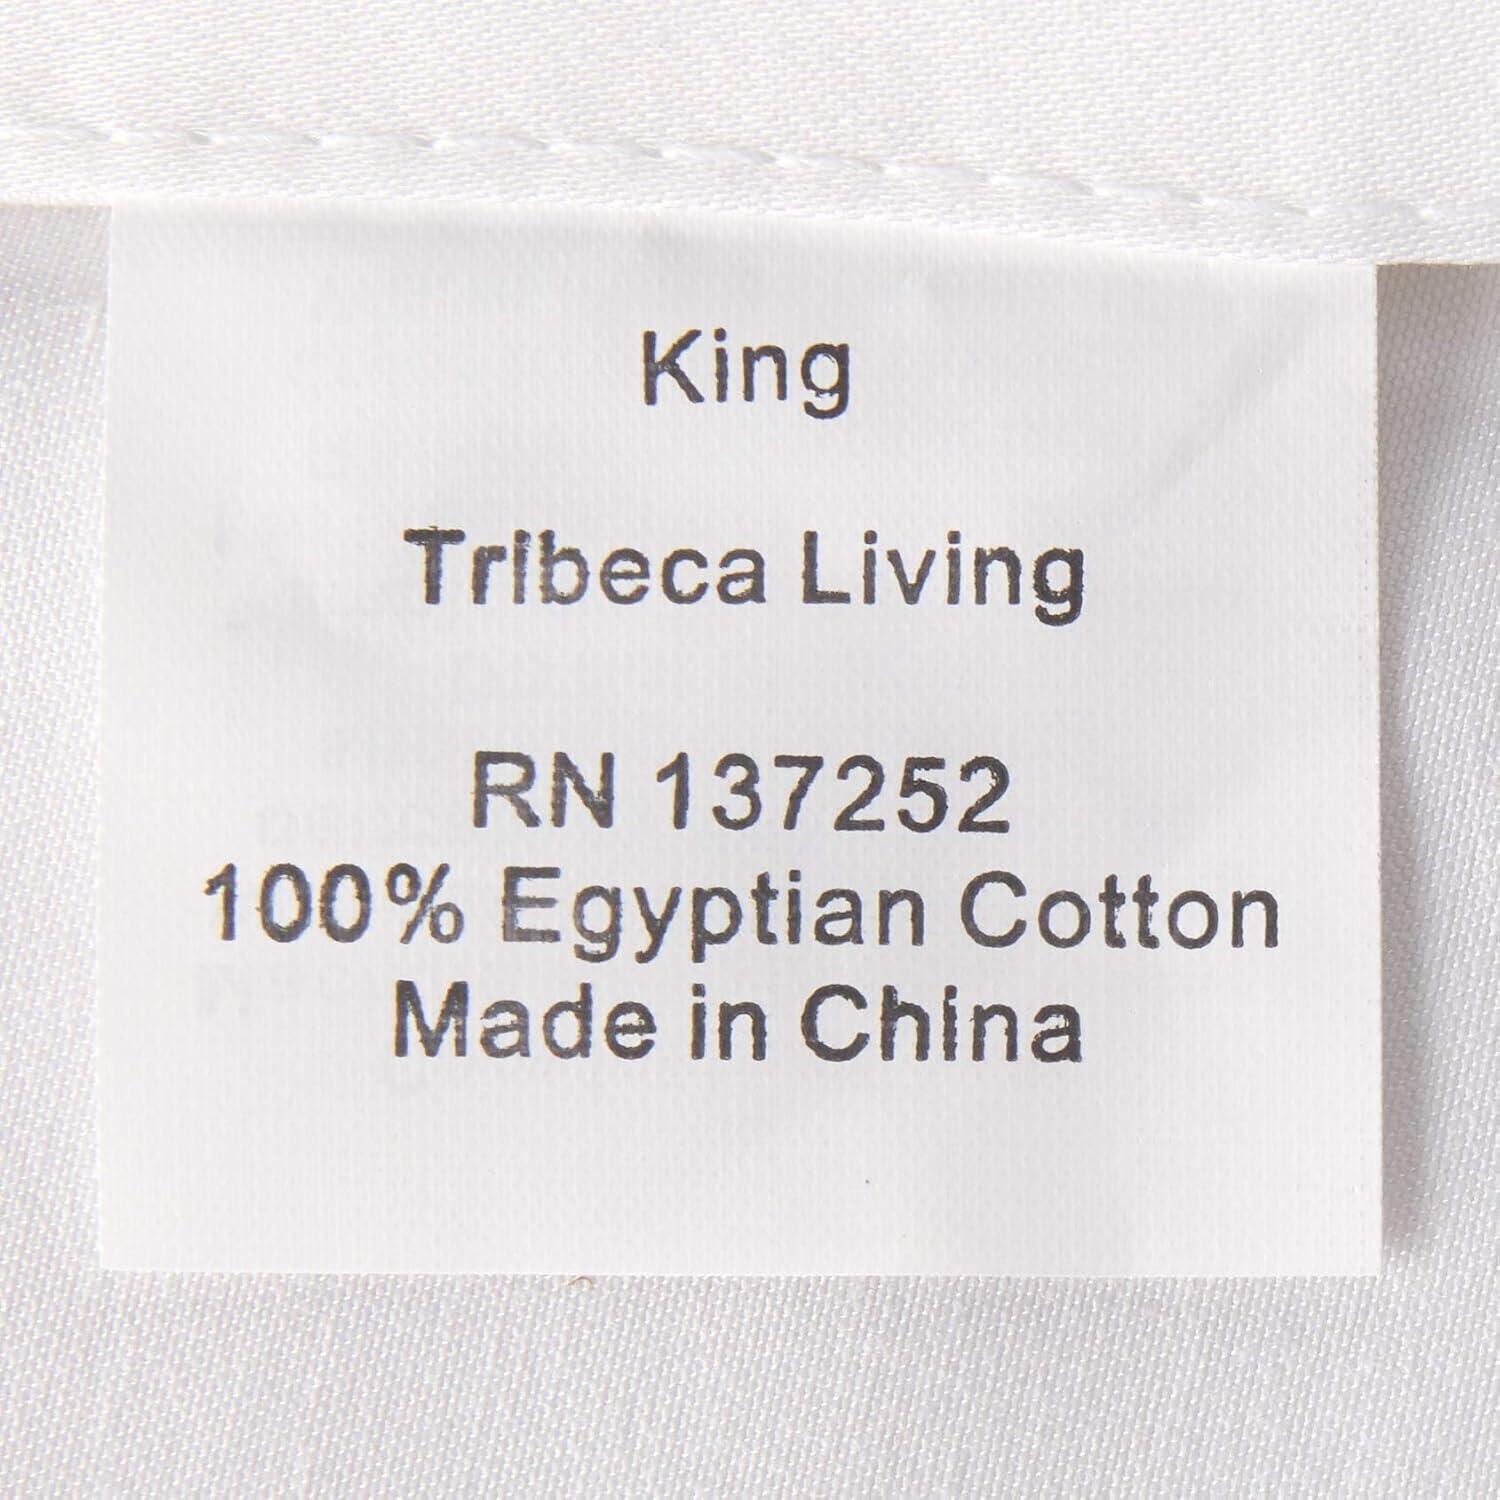 King
Tribeca Living
RN 137252
100% Egyptian Cotton
Made in China